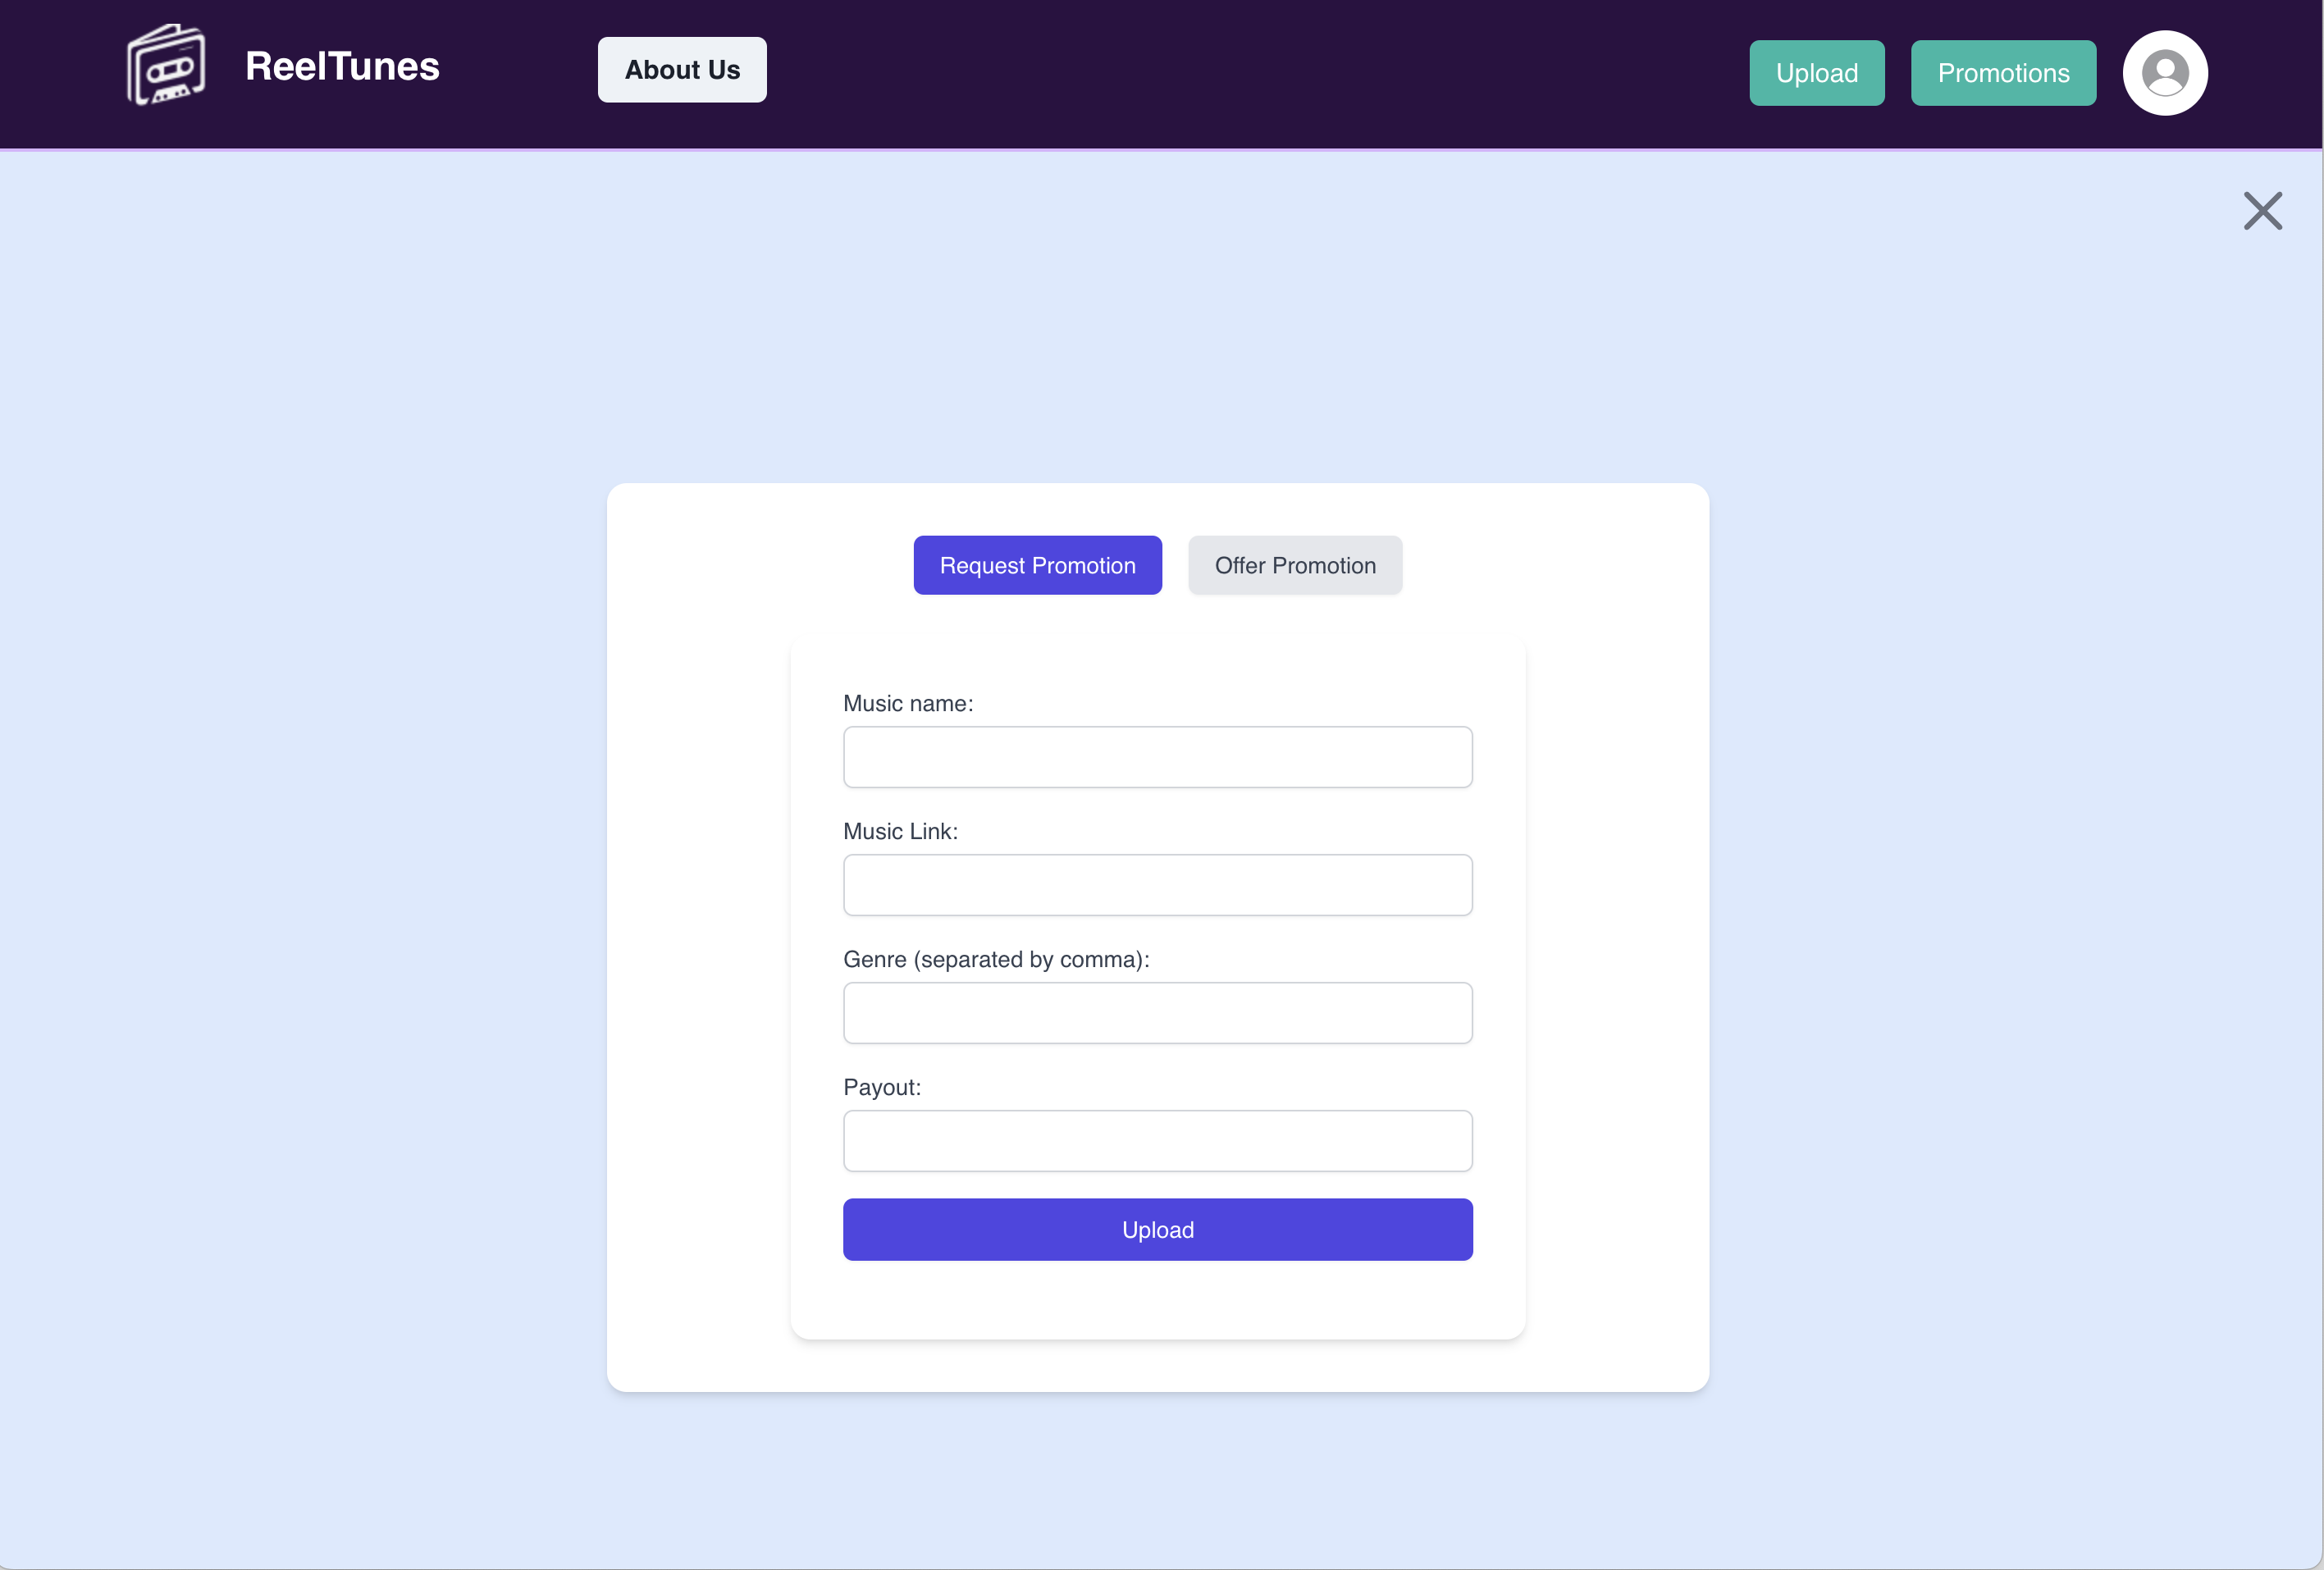 ReelTunes
About Us
Upload
Promotions
Request Promotion
Offer Promotion
Music name:
Music Link:
Genre (separated by comma):
Payout:
Upload